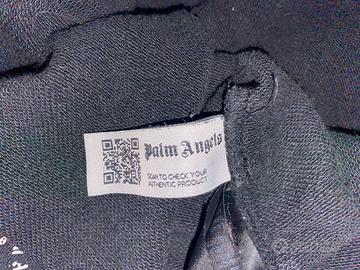 Palm Angels
SCAN TO CHECK YOUR
AUTHENTIC PRODUCT